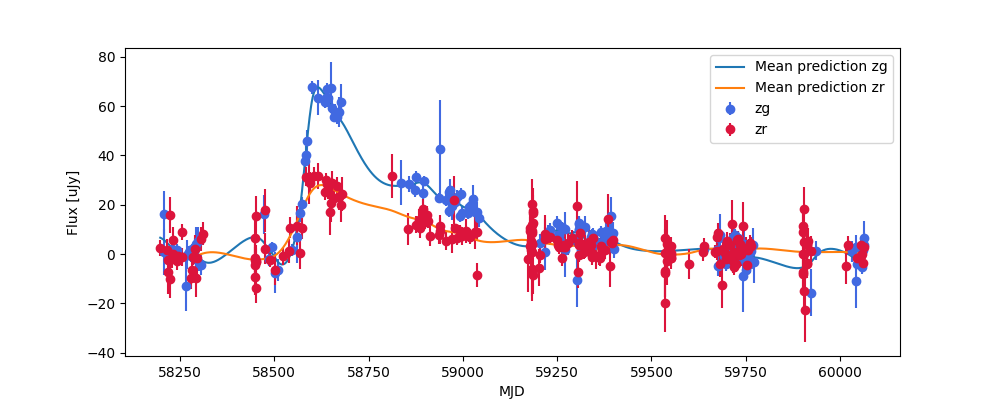 80
60
40
20
0
−20
−40
Flux [uJy]
58250
58500
58750
59000
59250
59500
59750
60000
MJD
Mean prediction zg
Mean prediction zr
zg
zr